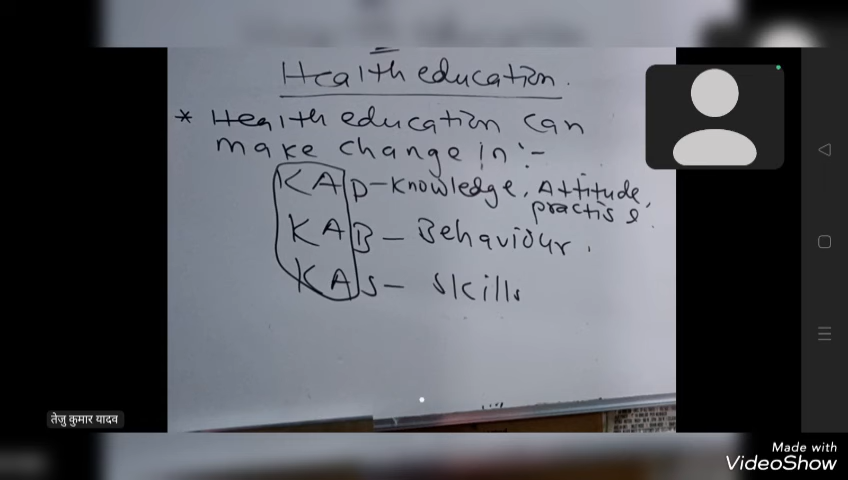 Health education.
* Health education can
make change in :-
KAP - Knowledge, Attitude,
practise
KAB - Behaviour.
KAS - Skills
तेजु कुमार यादव
Made with
VideoShow